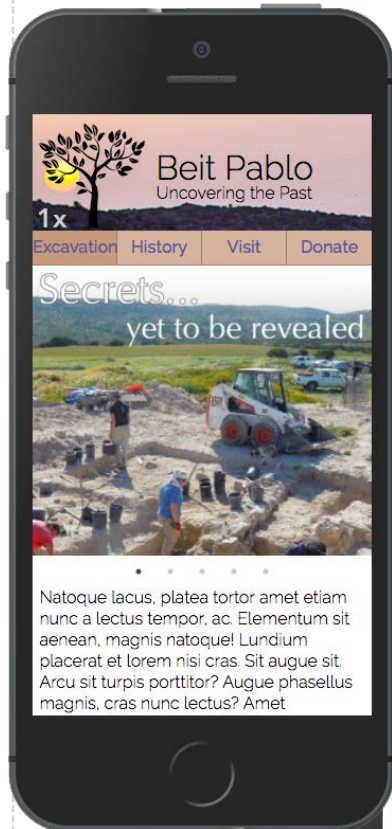 Beit Pablo
Uncovering the Past
1x
Excavation History Visit Donate
Secrets...
yet to be revealed
Natoque lacus, platea tortor amet etiam
nunc a lectus tempor, ac. Elementum sit
aenean, magnis natoque! Lundium
placerat et lorem nisi cras. Sit augue sit.
Arcu sit turpis porttitor? Augue phasellus
magnis, cras nunc lectus? Amet